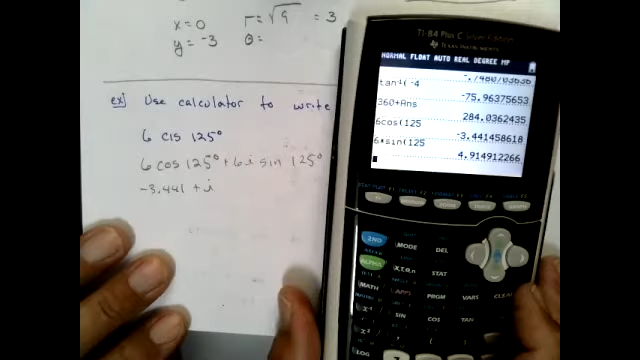 x = 0 r = √9 = 3
y = -3 θ =
ex) Use calculator to write
6 cis 125°
6 cos 125° + 6 i sin 125°
-3.441 + i
TI-84 Plus C Silver Edition
TEXAS INSTRUMENTS
NORMAL FLOAT AUTO REAL DEGREE MP
tan⁻¹(-4
-75.96375653
360+Ans
284.0362435
6cos(125
-3.441458618
6*sin(125
4.914912266
2ND MODE DEL
ALPHA X,T,θ,n STAT
MATH APPS PRGM VARS CLEAR
x⁻¹ SIN COS TAN
x²
LOG